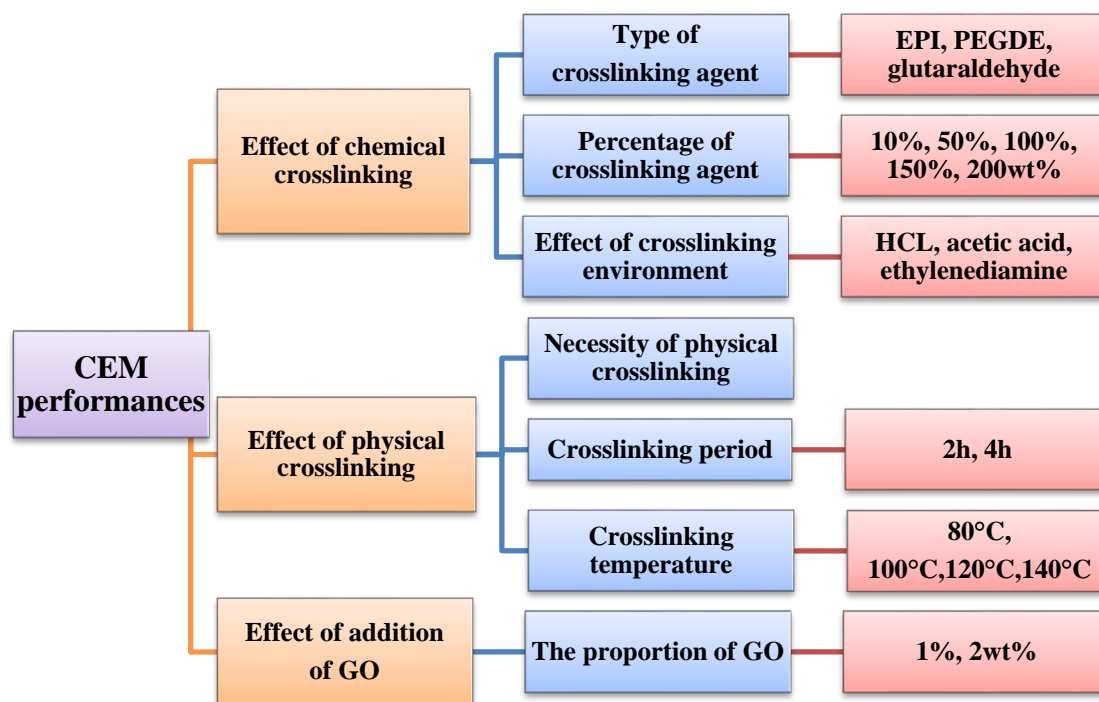 CEM
performances
Effect of chemical
crosslinking
Type of
crosslinking agent
EPI, PEGDE,
glutaraldehyde
Percentage of
crosslinking agent
10%, 50%, 100%,
150%, 200wt%
Effect of crosslinking
environment
HCL, acetic acid,
ethylenediamine
Effect of physical
crosslinking
Necessity of physical
crosslinking
Crosslinking period
2h, 4h
Crosslinking
temperature
80°C,
100°C,120°C,140°C
Effect of addition
of GO
The proportion of GO
1%, 2wt%